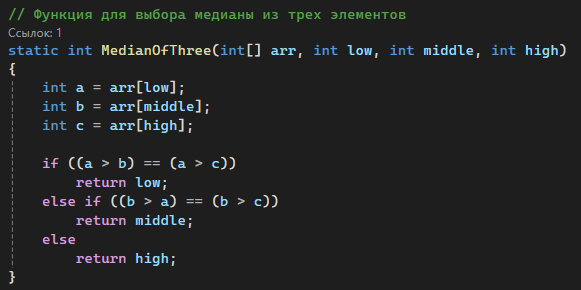 // Функция для выбора медианы из трех элементов
Ссылок: 1
static int MedianOfThree(int[] arr, int low, int middle, int high)
{
    int a = arr[low];
    int b = arr[middle];
    int c = arr[high];

    if ((a > b) == (a > c))
        return low;
    else if ((b > a) == (b > c))
        return middle;
    else
        return high;
}